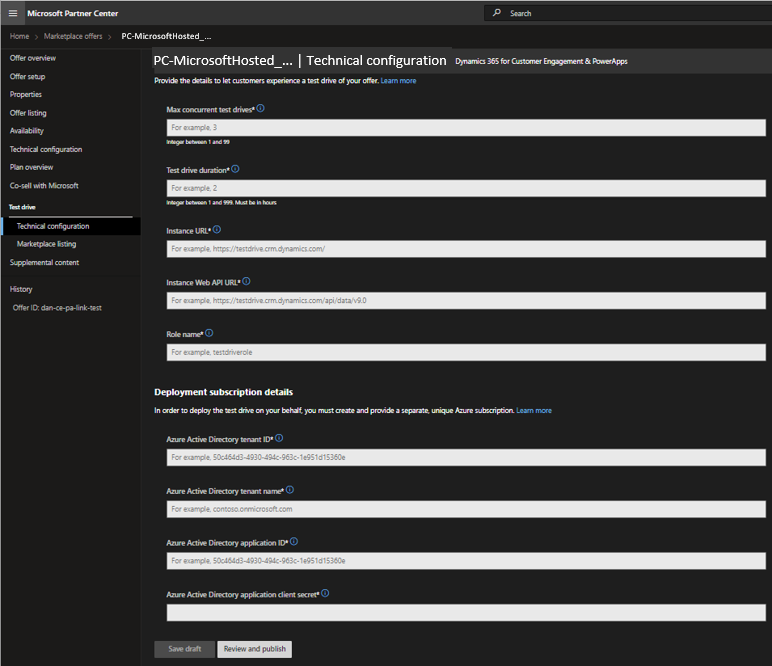 Microsoft Partner Center
Search
Home > Marketplace offers > PC-MicrosoftHosted_...
Offer overview
Offer setup
Properties
Offer listing
Availability
Technical configuration
Plan overview
Co-sell with Microsoft
Test drive
Technical configuration
Marketplace listing
Supplemental content
History
Offer ID: dan-ce-pa-link-test
PC-MicrosoftHosted_... | Technical configuration Dynamics 365 for Customer Engagement & PowerApps
Provide the details to let customers experience a test drive of your offer. Learn more
Max concurrent test drives*
For example, 3
Integer between 1 and 99
Test drive duration*
For example, 2
Integer between 1 and 999. Must be in hours
Instance URL*
For example, https://testdrive.crm.dynamics.com/
Instance Web API URL*
For example, https://testdrive.crm.dynamics.com/api/data/v9.0
Role name*
For example, testdriverole
Deployment subscription details
In order to deploy the test drive on your behalf, you must create and provide a separate, unique Azure subscription. Learn more
Azure Active Directory tenant ID*
For example, 50c464d3-4930-494c-963c-1e951d15360e
Azure Active Directory tenant name*
For example, contoso.onmicrosoft.com
Azure Active Directory application ID*
For example, 50c464d3-4930-494c-963c-1e951d15360e
Azure Active Directory application client secret*
Save draft
Review and publish